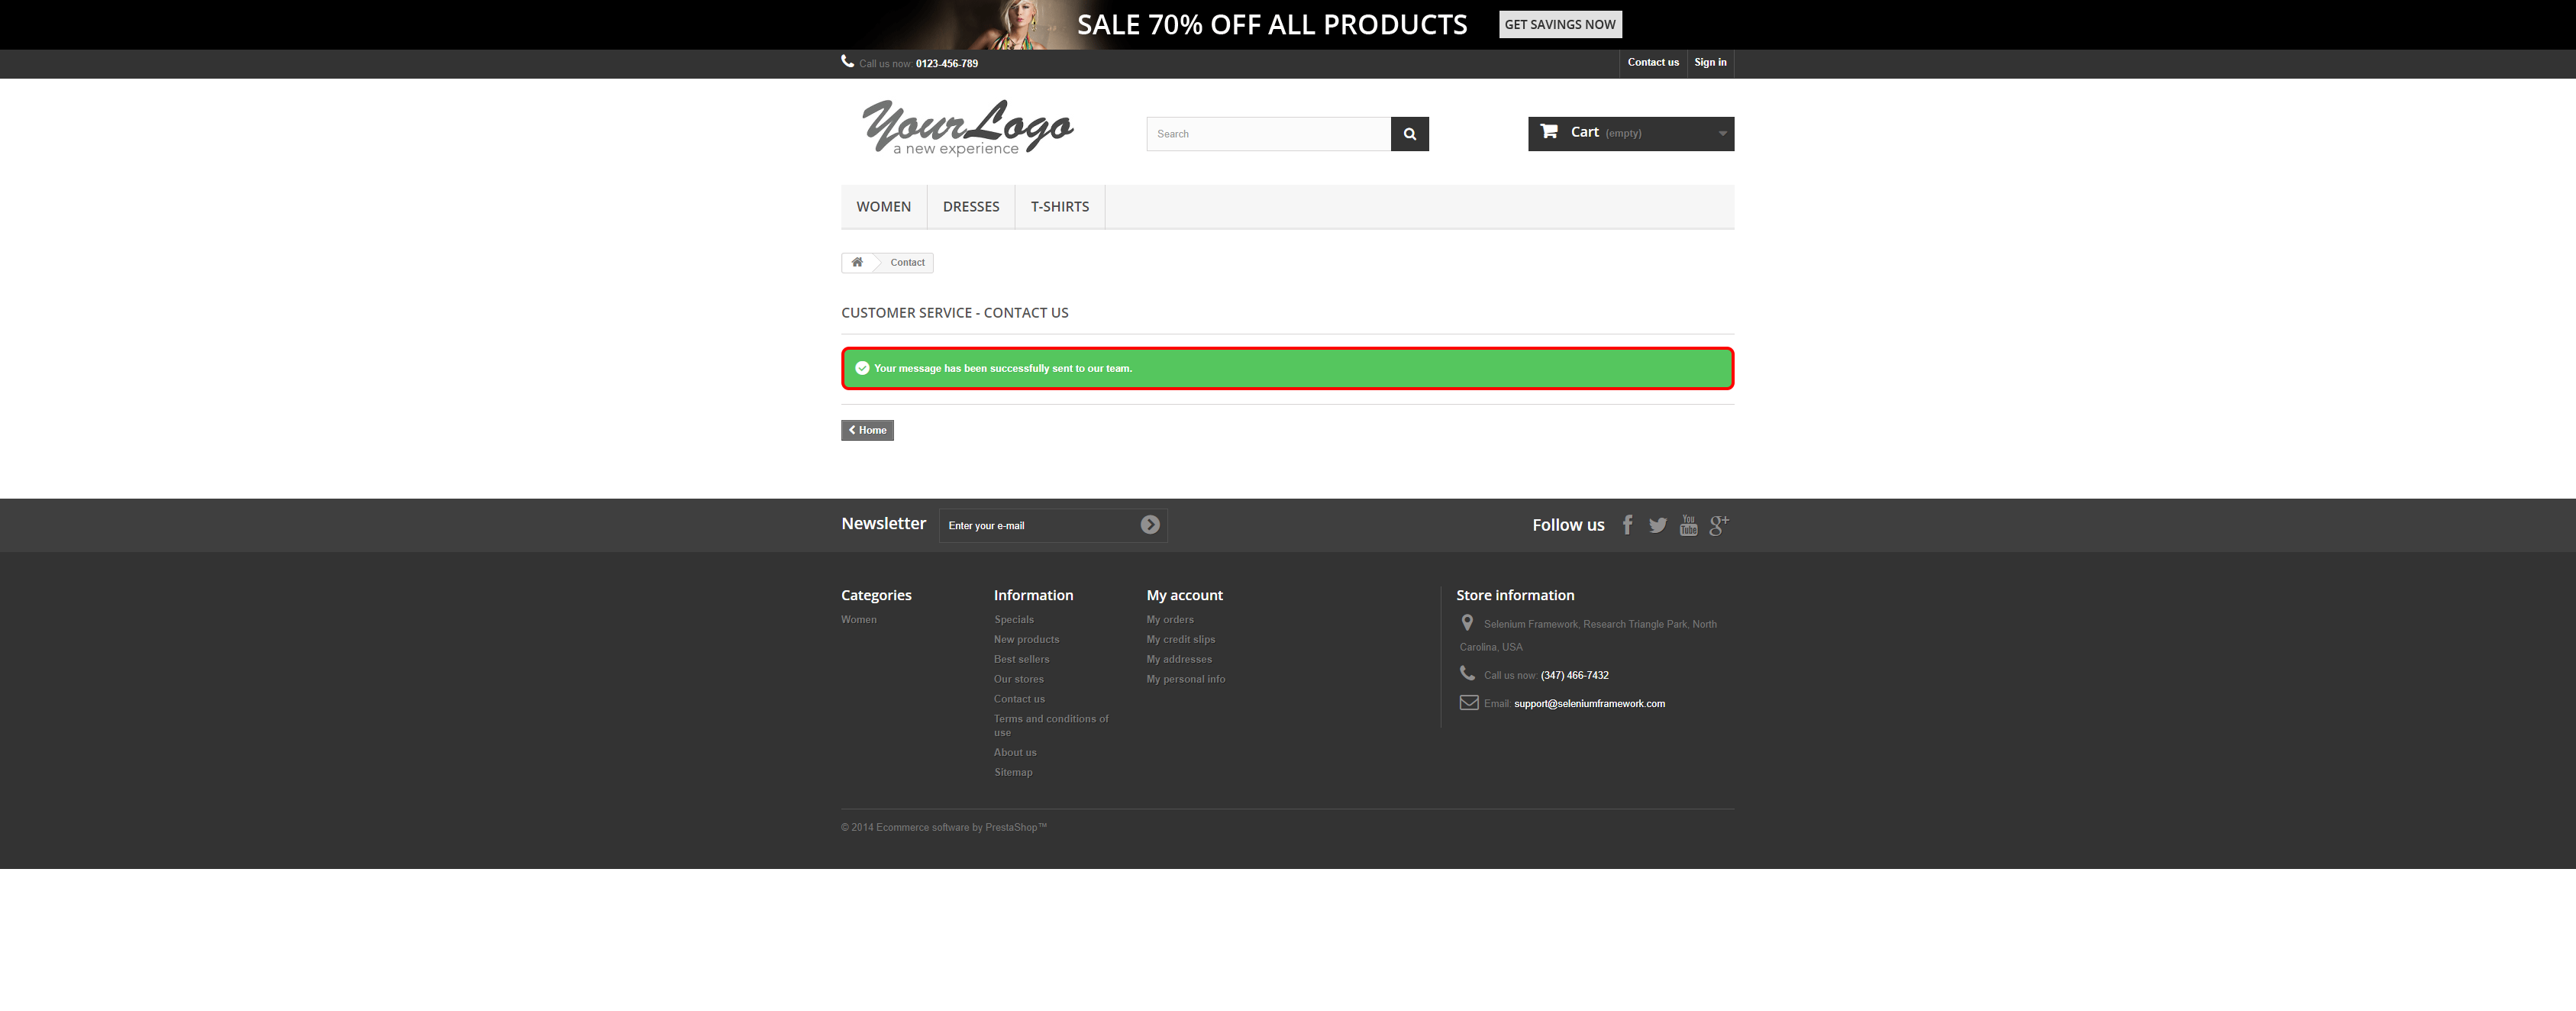 SALE 70% OFF ALL PRODUCTS GET SAVINGS NOW
Call us now: 0123-456-789 Contact us Sign in
YourLogo
a new experience
Search
Cart (empty)
WOMEN DRESSES T-SHIRTS
Contact
CUSTOMER SERVICE - CONTACT US
Your message has been successfully sent to our team.
Home
Newsletter Enter your e-mail Follow us
Categories
Women
Information
Specials
New products
Best sellers
Our stores
Contact us
Terms and conditions of
use
About us
Sitemap
My account
My orders
My credit slips
My addresses
My personal info
Store information
Selenium Framework, Research Triangle Park, North
Carolina, USA
Call us now: (347) 466-7432
Email: support@seleniumframework.com
© 2014 Ecommerce software by PrestaShop™